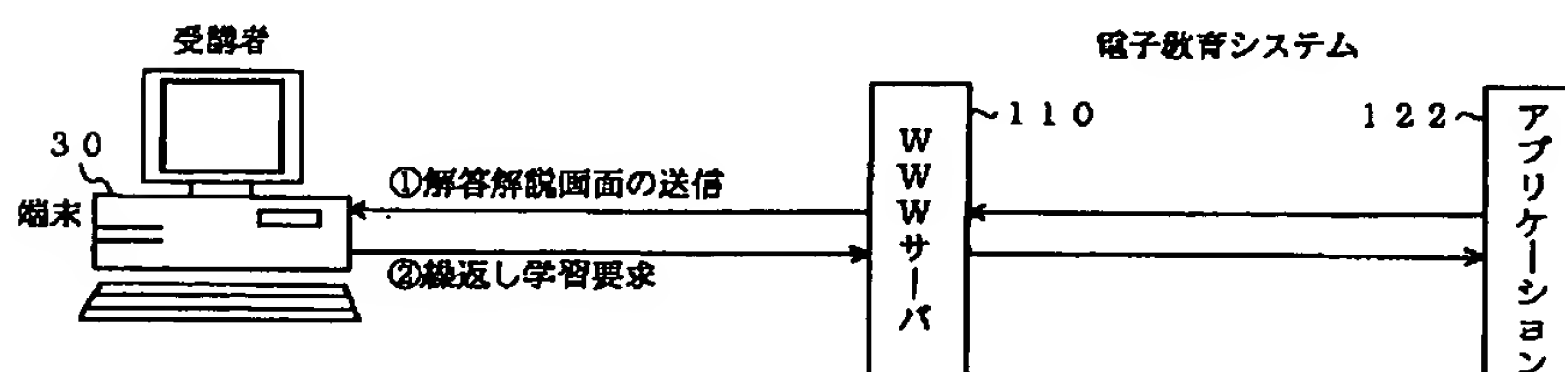 受講者
電子教育システム
30
端末
①解答解説画面の送信
②繰返し学習要求
WWWサーバ
110
122
アプリケーション